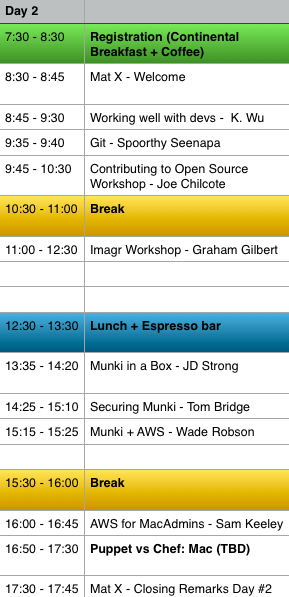 Day 2
7:30 - 8:30 Registration (Continental
Breakfast + Coffee)
8:30 - 8:45 Mat X - Welcome
8:45 - 9:30 Working well with devs -  K. Wu
9:35 - 9:40 Git - Spoorthy Seenapa
9:45 - 10:30 Contributing to Open Source
Workshop - Joe Chilcote
10:30 - 11:00 Break
11:00 - 12:30 Imagr Workshop - Graham Gilbert
12:30 - 13:30 Lunch + Espresso bar
13:35 - 14:20 Munki in a Box - JD Strong
14:25 - 15:10 Securing Munki - Tom Bridge
15:15 - 15:25 Munki + AWS - Wade Robson
15:30 - 16:00 Break
16:00 - 16:45 AWS for MacAdmins - Sam Keeley
16:50 - 17:30 Puppet vs Chef: Mac (TBD)
17:30 - 17:45 Mat X - Closing Remarks Day #2